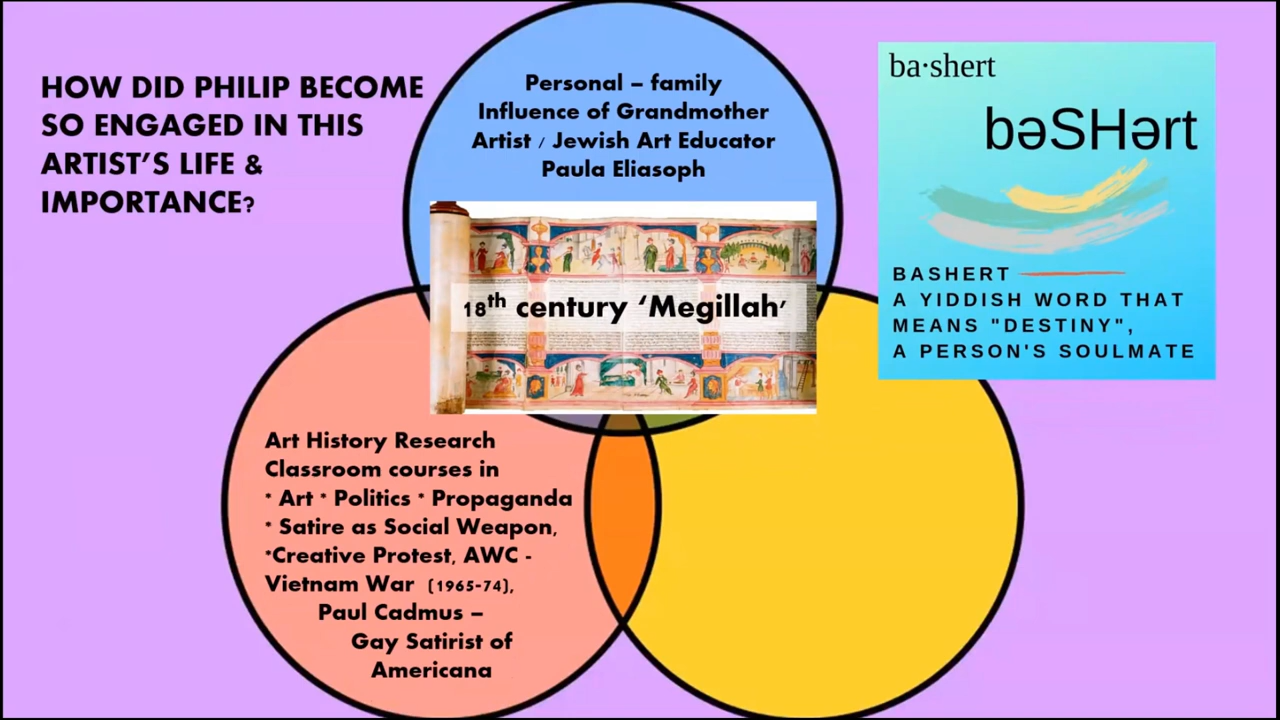 HOW DID PHILIP BECOME
SO ENGAGED IN THIS
ARTIST'S LIFE &
IMPORTANCE?
Personal – family
Influence of Grandmother
Artist / Jewish Art Educator
Paula Eliasoph
18th century 'Megillah'
Art History Research
Classroom courses in
* Art * Politics * Propaganda
* Satire as Social Weapon,
*Creative Protest, AWC -
Vietnam War (1965-74),
Paul Cadmus –
Gay Satirist of
Americana
ba·shert
bəSHərt
BASHERT
A YIDDISH WORD THAT
MEANS "DESTINY",
A PERSON'S SOULMATE